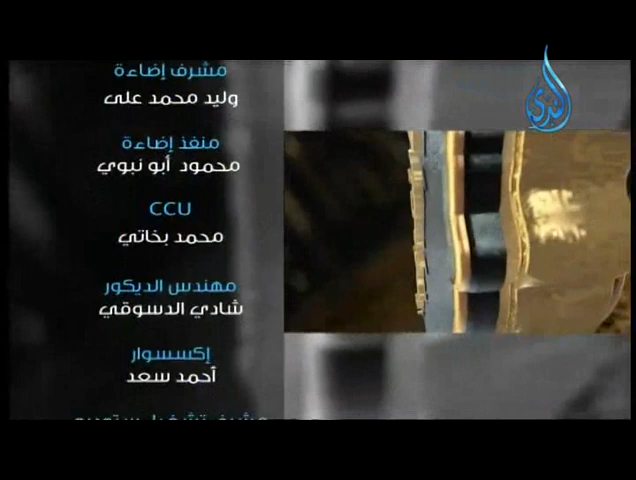 مشرف إضاءة
وليد محمد على
منفذ إضاءة
محمود أبو نبوي
CCU
محمد بخاتي
مهندس الديكور
شادي الدسوقي
إكسسوار
أحمد سعد
الندى